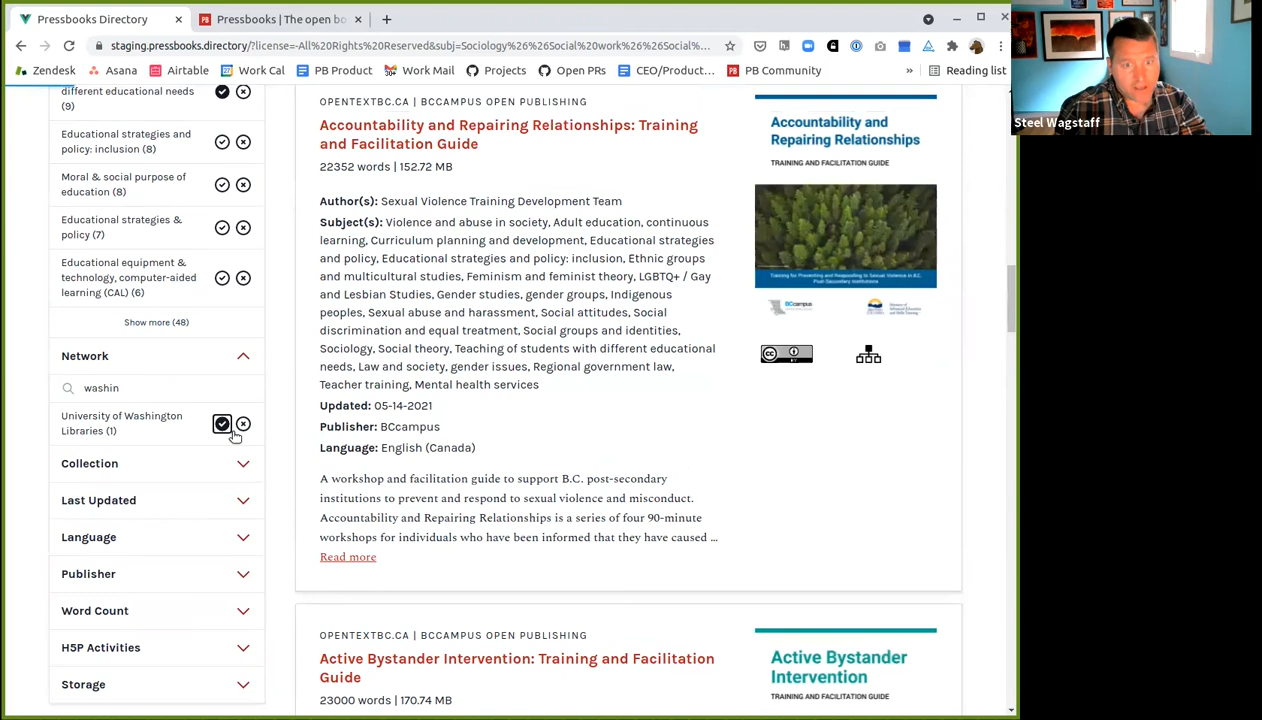 Pressbooks Directory
Pressbooks | The open bo
staging.pressbooks.directory/?license=-All%20Rights%20Reserved&subj=Sociology%26%26Social%20work%26%26Social%...
Zendesk
Asana
Airtable
Work Cal
PB Product
Work Mail
Projects
Open PRs
CEO/Product...
PB Community
»
Reading list
Steel Wagstaff
different educational needs
(9)
Educational strategies and
policy: inclusion (8)
Moral & social purpose of
education (8)
Educational strategies &
policy (7)
Educational equipment &
technology, computer-aided
learning (CAL) (6)
Show more (48)
Network
washin
University of Washington
Libraries (1)
Collection
Last Updated
Language
Publisher
Word Count
H5P Activities
Storage
OPENTEXTBC.CA | BCCAMPUS OPEN PUBLISHING
Accountability and Repairing Relationships: Training
and Facilitation Guide
22352 words | 152.72 MB
Author(s): Sexual Violence Training Development Team
Subject(s): Violence and abuse in society, Adult education, continuous
learning, Curriculum planning and development, Educational strategies
and policy, Educational strategies and policy: inclusion, Ethnic groups
and multicultural studies, Feminism and feminist theory, LGBTQ+ / Gay
and Lesbian Studies, Gender studies, gender groups, Indigenous
peoples, Sexual abuse and harassment, Social attitudes, Social
discrimination and equal treatment, Social groups and identities,
Sociology, Social theory, Teaching of students with different educational
needs, Law and society, gender issues, Regional government law,
Teacher training, Mental health services
Updated: 05-14-2021
Publisher: BCcampus
Language: English (Canada)
A workshop and facilitation guide to support B.C. post-secondary
institutions to prevent and respond to sexual violence and misconduct.
Accountability and Repairing Relationships is a series of four 90-minute
workshops for individuals who have been informed that they have caused ...
Read more
Accountability and
Repairing Relationships
TRAINING AND FACILITATION GUIDE
Training for Preventing and Responding to Sexual Violence in B.C.
Post-Secondary Institutions
BCcampus
BY
OPENTEXTBC.CA | BCCAMPUS OPEN PUBLISHING
Active Bystander Intervention: Training and Facilitation
Guide
23000 words | 170.74 MB
Active Bystander
Intervention
TRAINING AND FACILITATION GUIDE